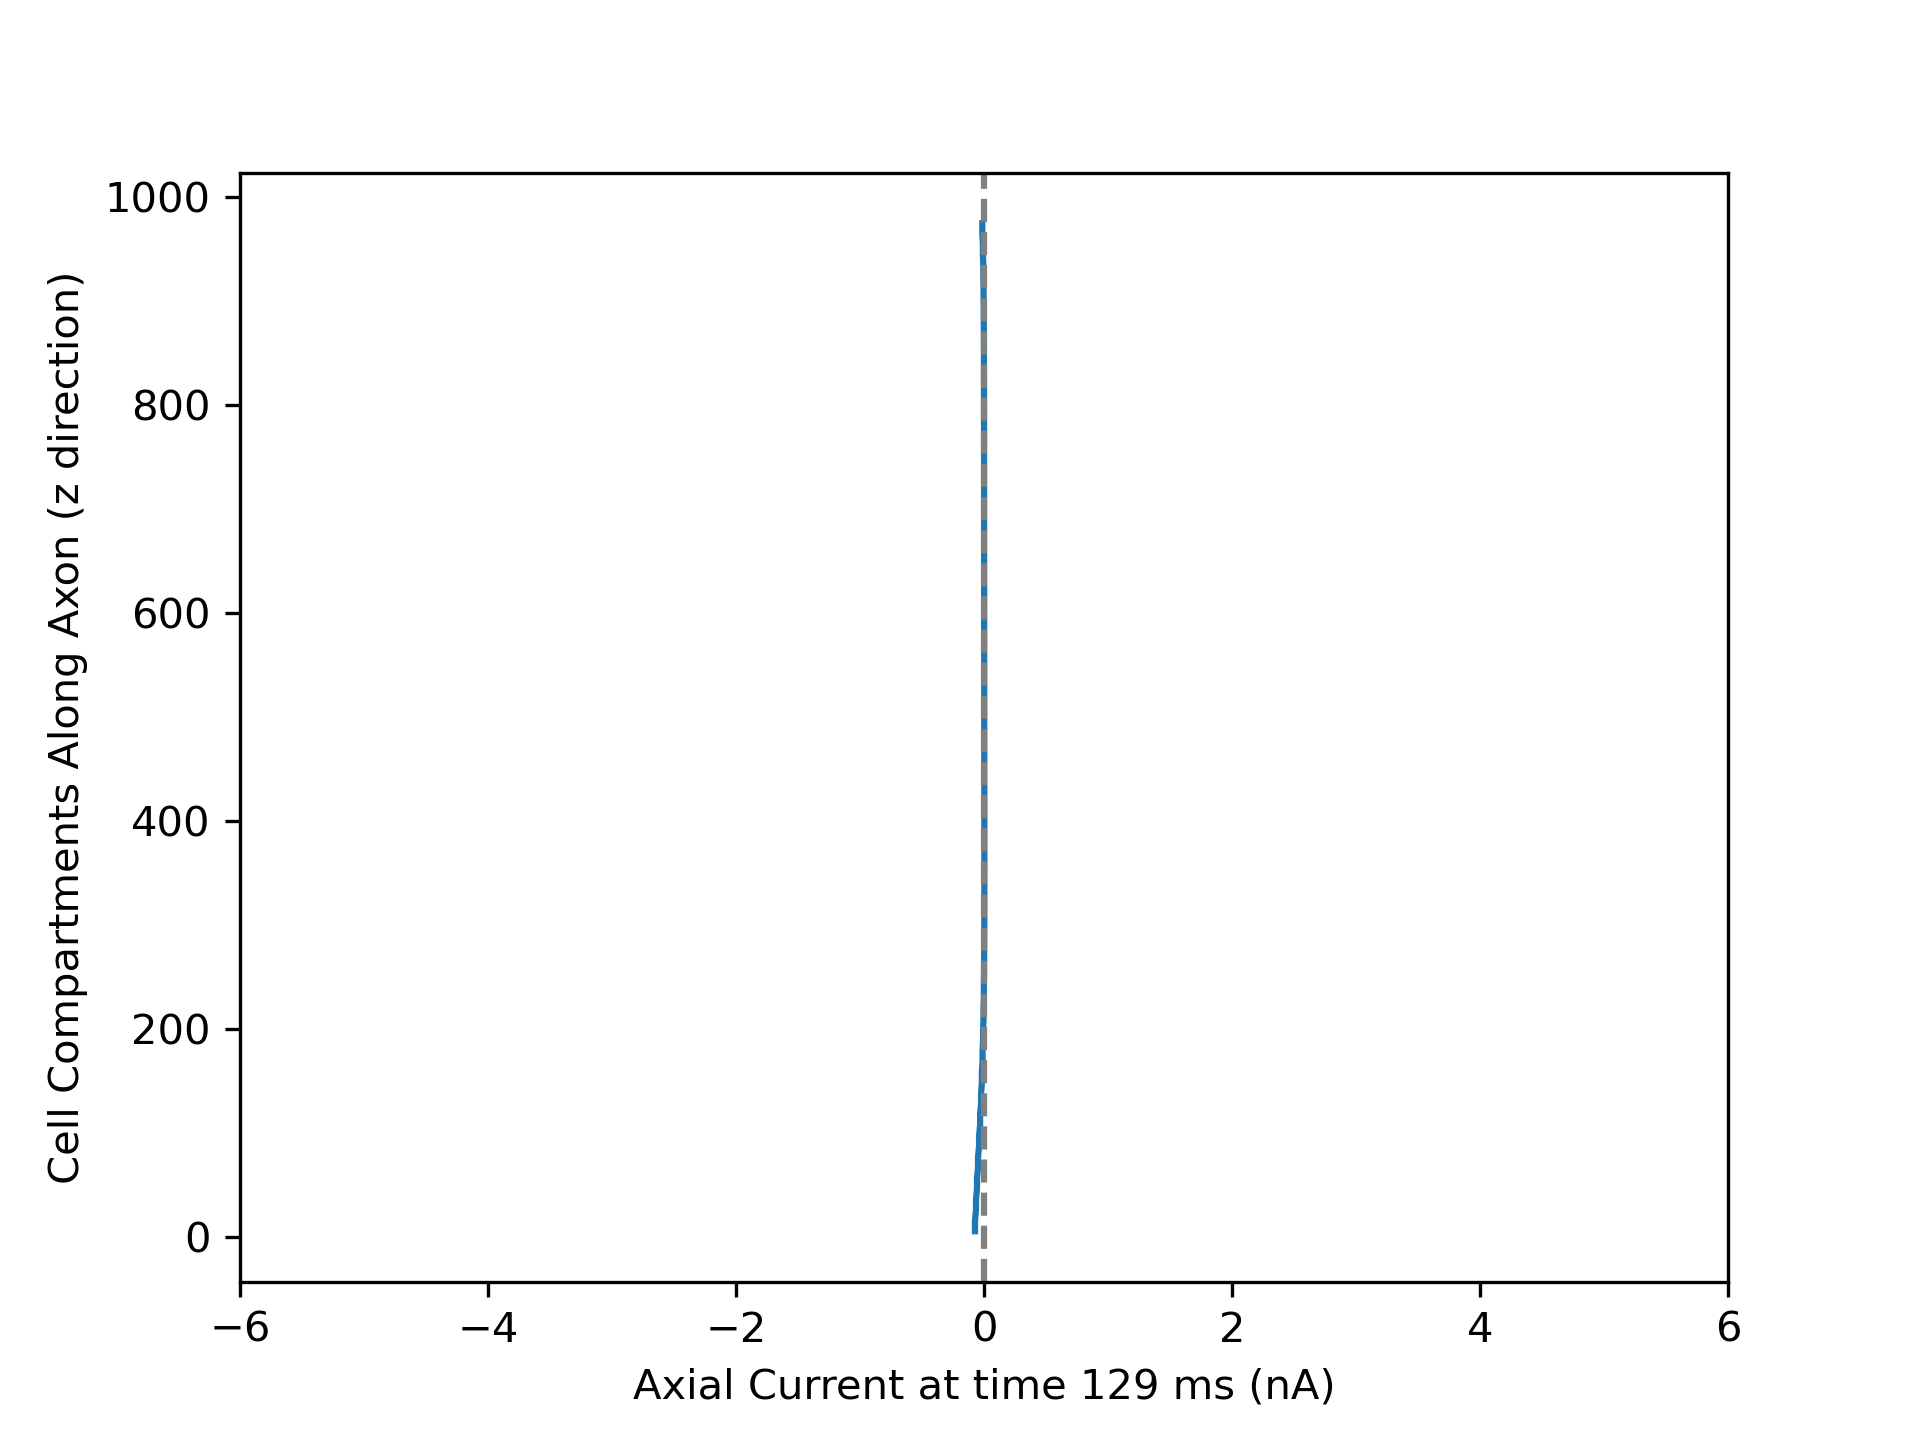 1000
800
600
400
200
0
Cell Compartments Along Axon (z direction)
−6 −4 −2 0 2 4 6
Axial Current at time 129 ms (nA)